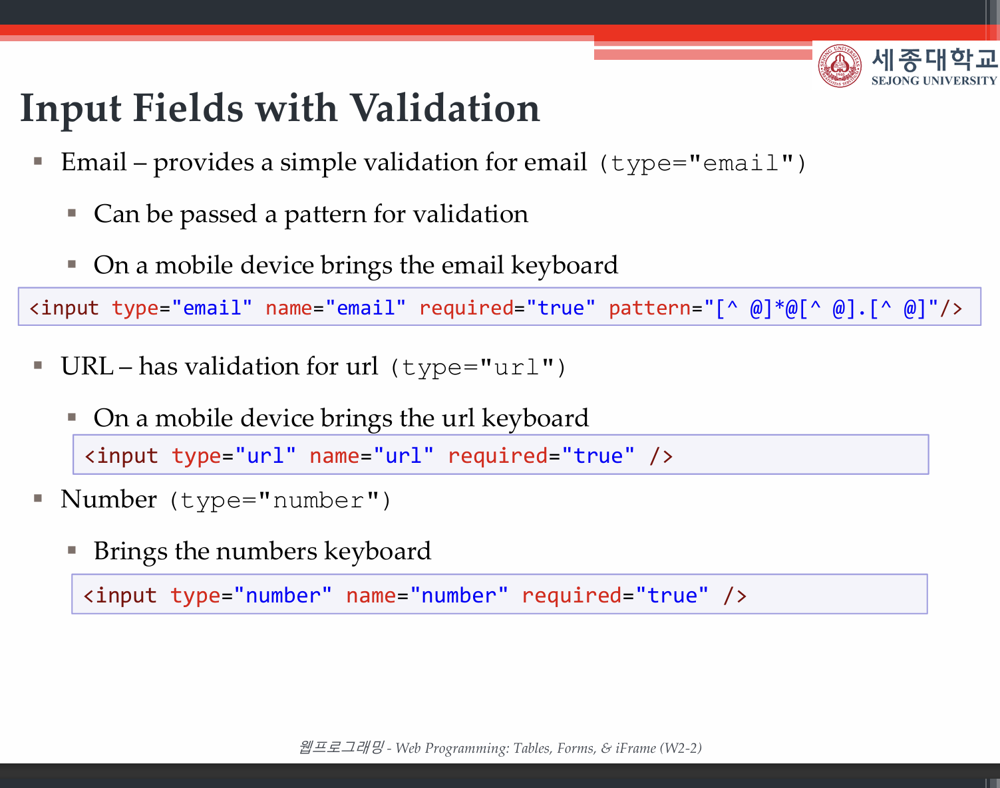 세종대학교
SEJONG UNIVERSITY
SEJONG UNIVERSITAS
1940
Input Fields with Validation
Email – provides a simple validation for email (type="email")
Can be passed a pattern for validation
On a mobile device brings the email keyboard
<input type="email" name="email" required="true" pattern="[^ @]*@[^ @].[^ @]"/>
URL – has validation for url (type="url")
On a mobile device brings the url keyboard
<input type="url" name="url" required="true" />
Number (type="number")
Brings the numbers keyboard
<input type="number" name="number" required="true" />
웹프로그래밍 - Web Programming: Tables, Forms, & iFrame (W2-2)